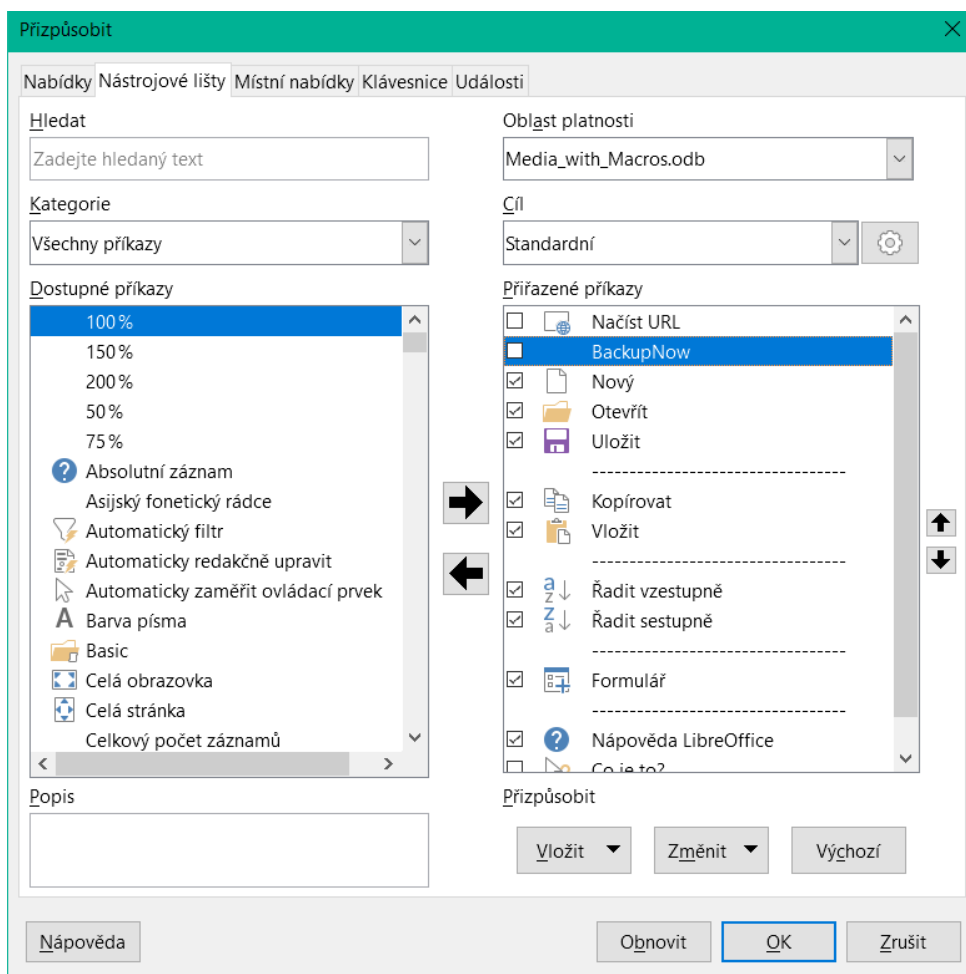 Přizpůsobit
Nabídky Nástrojové lišty Místní nabídky Klávesnice Události
Hledat
Zadejte hledaný text
Kategorie
Všechny příkazy
Dostupné příkazy
100 %
150 %
200 %
50 %
75 %
Absolutní záznam
Asijský fonetický rádce
Automatický filtr
Automaticky redakčně upravit
Automaticky zaměřit ovládací prvek
Barva písma
Basic
Celá obrazovka
Celá stránka
Celkový počet záznamů
Popis
Oblast platnosti
Media_with_Macros.odb
Cíl
Standardní
Přiřazené příkazy
Načíst URL
BackupNow
Nový
Otevřít
Uložit
----------------------------------
Kopírovat
Vložit
----------------------------------
Řadit vzestupně
Řadit sestupně
----------------------------------
Formulář
----------------------------------
Nápověda LibreOffice
Co je to?
Přizpůsobit
Vložit Změnit Výchozí
Nápověda Obnovit OK Zrušit